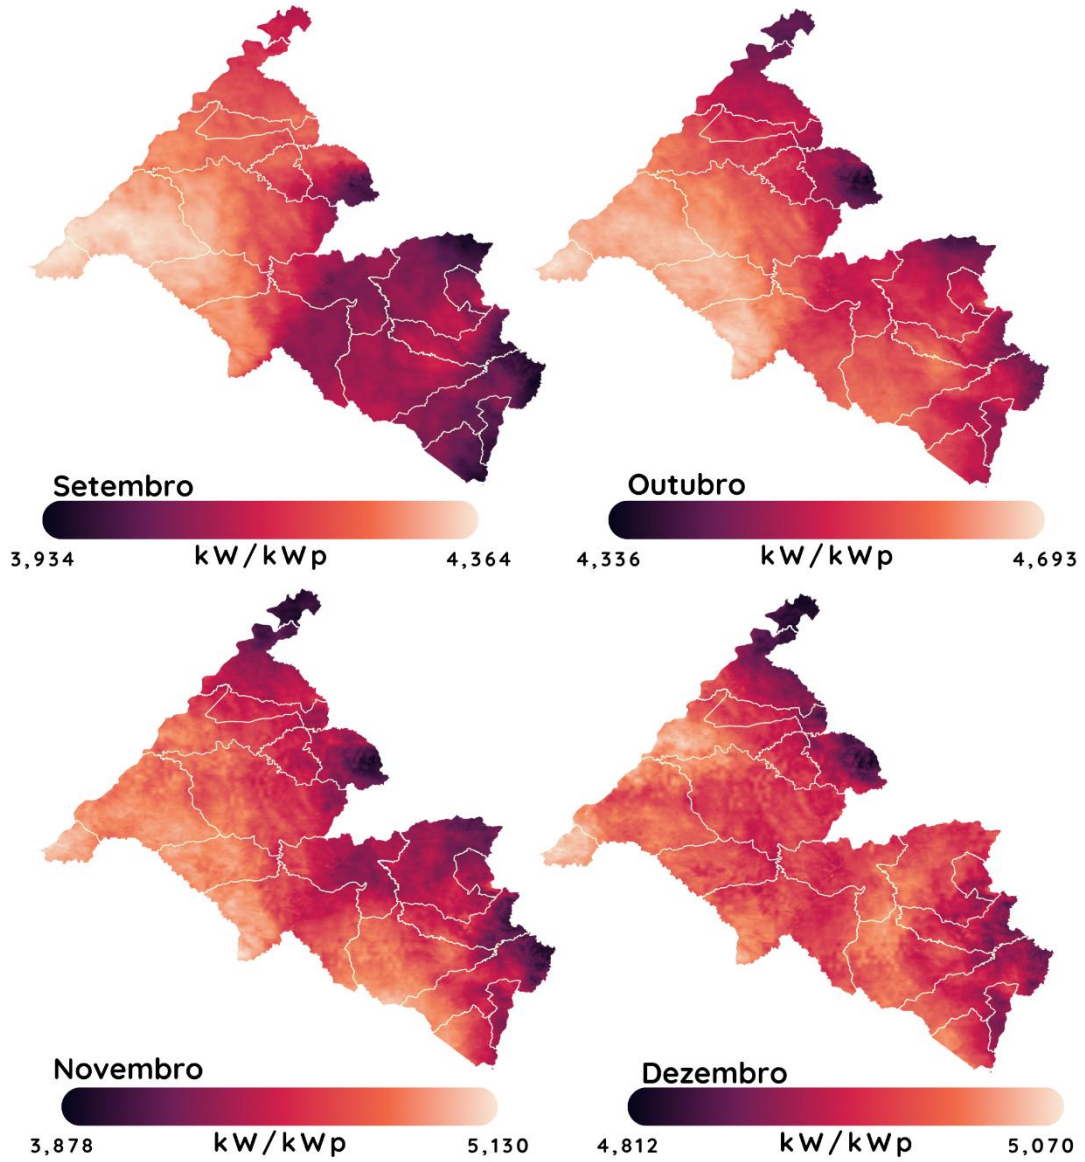 Setembro
3,934 kW/kWp 4,364
Outubro
4,336 kW/kWp 4,693
Novembro
3,878 kW/kWp 5,130
Dezembro
4,812 kW/kWp 5,070